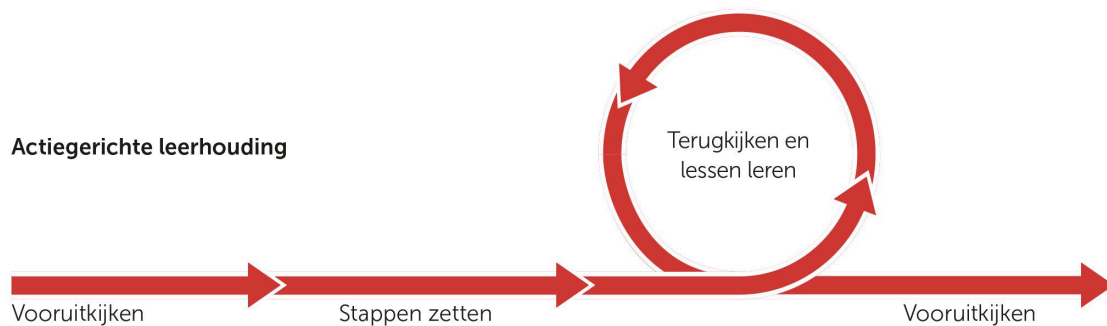 Terugkijken en
lessen leren
Actiegerichte leerhouding
Vooruitkijken
Stappen zetten
Vooruitkijken